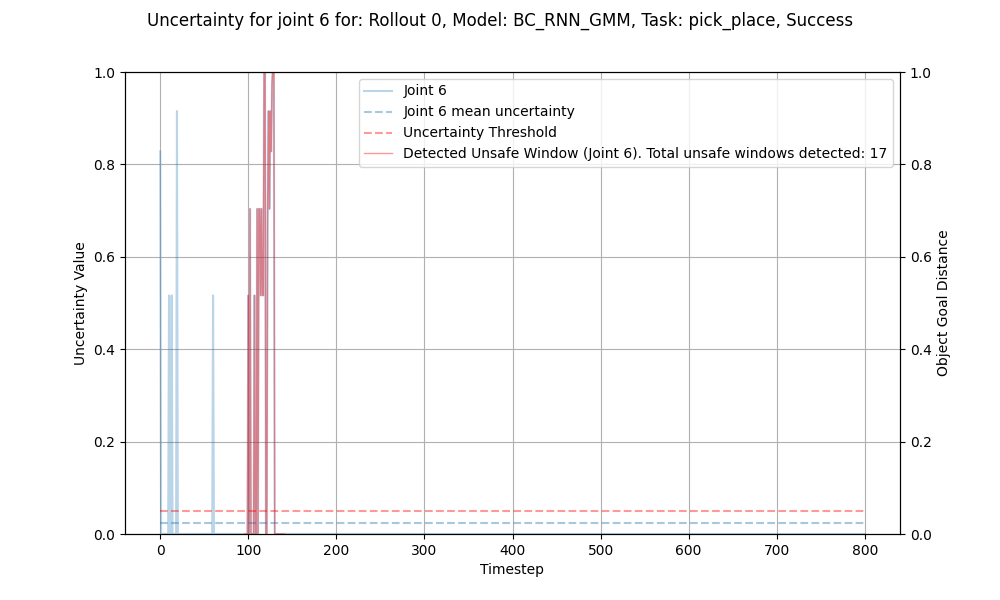 Uncertainty for joint 6 for: Rollout 0, Model: BC_RNN_GMM, Task: pick_place, Success
Joint 6
Joint 6 mean uncertainty
Uncertainty Threshold
Detected Unsafe Window (Joint 6). Total unsafe windows detected: 17
1.0
0.8
0.6
0.4
0.2
0.0
Uncertainty Value
1.0
0.8
0.6
0.4
0.2
0.0
Object Goal Distance
0 100 200 300 400 500 600 700 800
Timestep